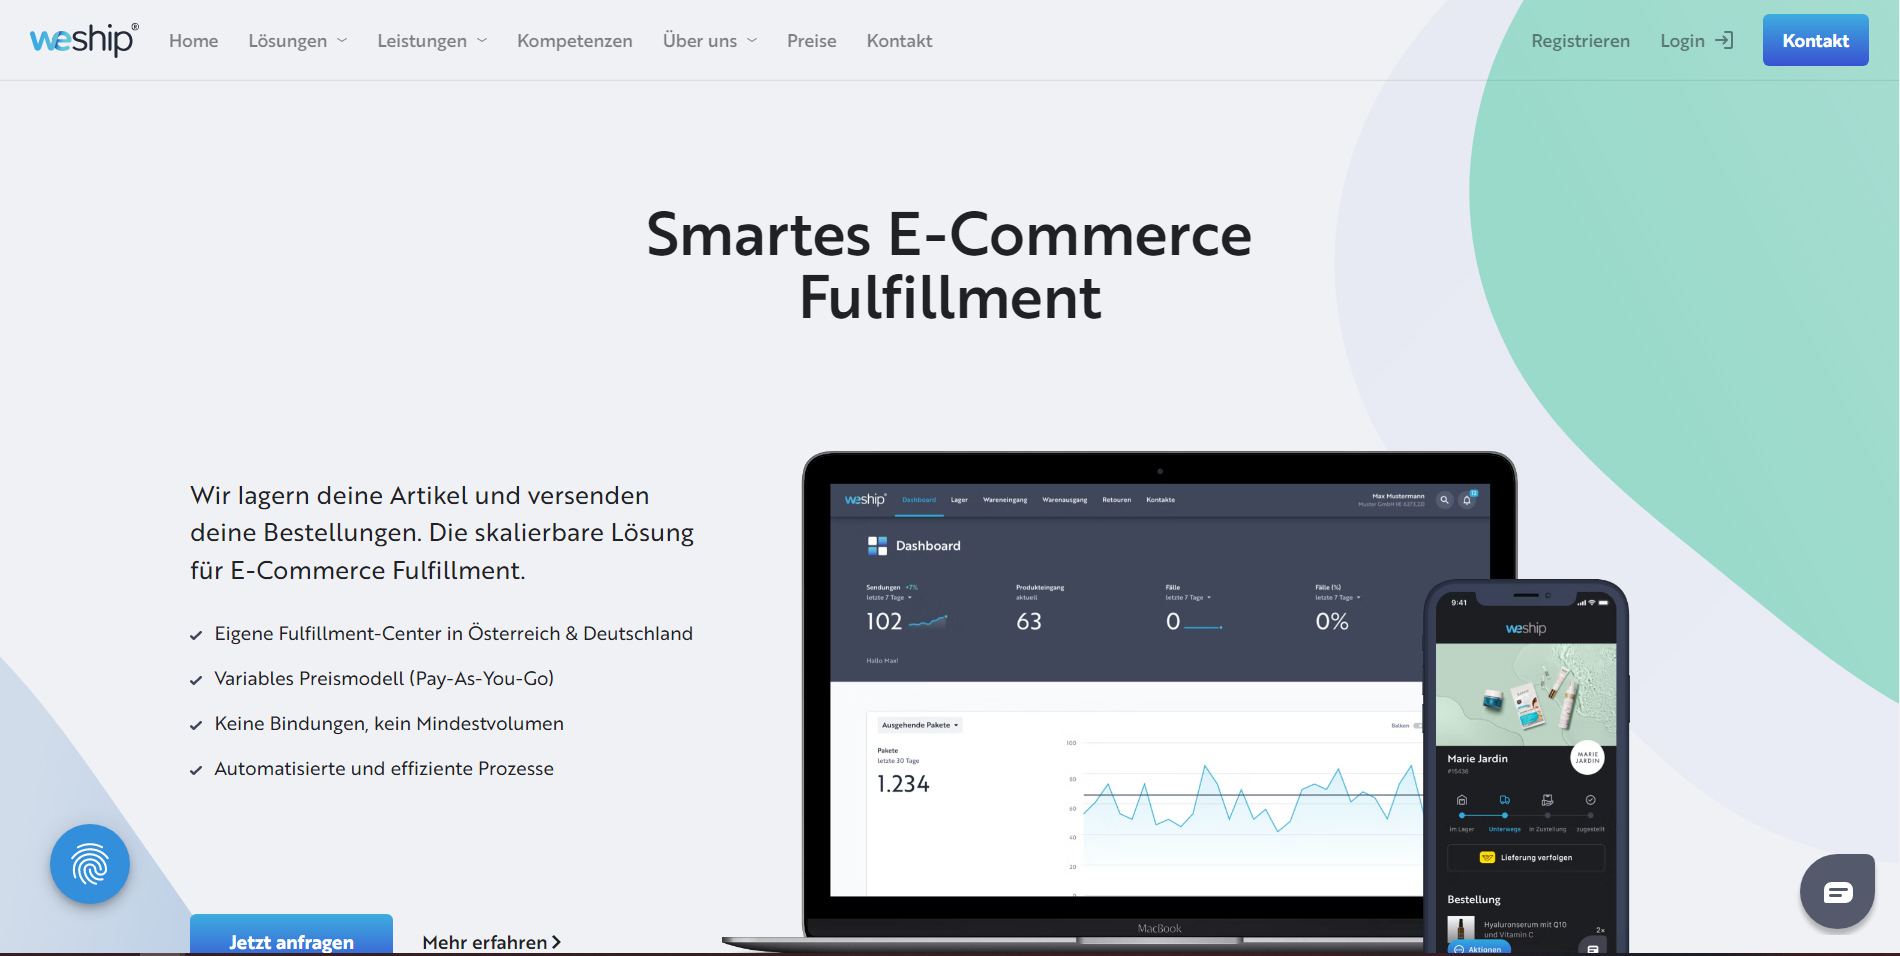 weship®
Home
Lösungen
Leistungen
Kompetenzen
Über uns
Preise
Kontakt
Registrieren
Login
Kontakt
Smartes E-Commerce
Fulfillment
Wir lagern deine Artikel und versenden
deine Bestellungen. Die skalierbare Lösung
für E-Commerce Fulfillment.
Eigene Fulfillment-Center in Österreich & Deutschland
Variables Preismodell (Pay-As-You-Go)
Keine Bindungen, kein Mindestvolumen
Automatisierte und effiziente Prozesse
Jetzt anfragen
Mehr erfahren
weship®
Dashboard
Lager
Wareneingang
Warenausgang
Retouren
Kontakte
Max Mustermann
12
Dashboard
Sendungen +7%
letzte 7 Tage
102
Produkteingang
aktuell
63
Fälle
letzte 7 Tage
0
Fälle (%)
letzte 7 Tage
0%
Hallo Max!
Ausgehende Pakete
Balken
Pakete
letzte 30 Tage
1.234
100
80
60
40
20
0
MacBook
9:41
weship
Marie Jardin
#15436
MARIE
JARDIN
im Lager
Unterwegs
in Zustellung
zugestellt
Lieferung verfolgen
Bestellung
Hyaluronserum mit Q10
und Vitamin C
2x
Aktionen